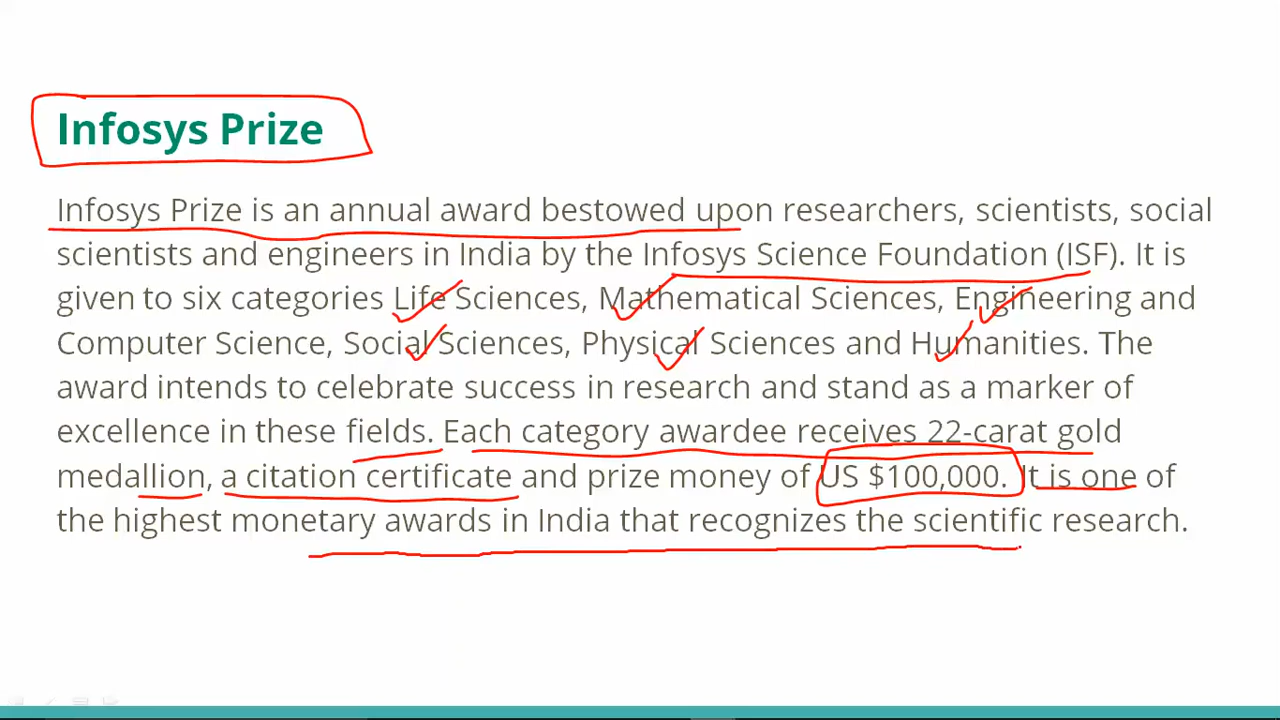 Infosys Prize
Infosys Prize is an annual award bestowed upon researchers, scientists, social
scientists and engineers in India by the Infosys Science Foundation (ISF). It is
given to six categories Life Sciences, Mathematical Sciences, Engineering and
Computer Science, Social Sciences, Physical Sciences and Humanities. The
award intends to celebrate success in research and stand as a marker of
excellence in these fields. Each category awardee receives 22-carat gold
medallion, a citation certificate and prize money of US $100,000. It is one of
the highest monetary awards in India that recognizes the scientific research.